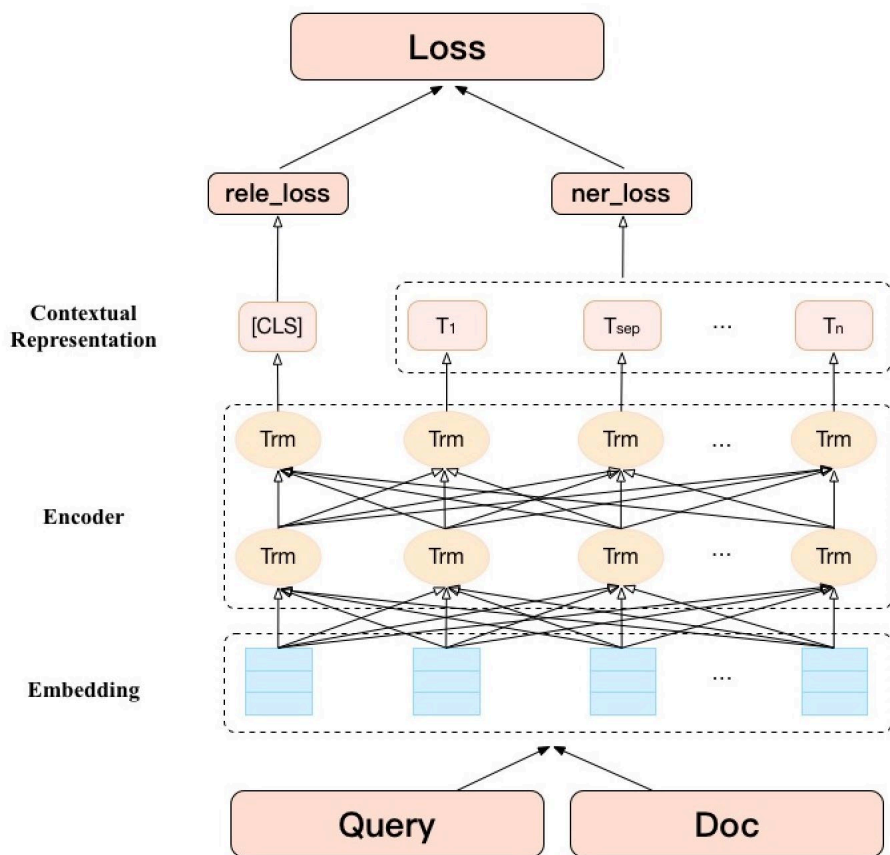 Loss
rele_loss
ner_loss
Contextual
Representation
[CLS]
T1
Tsep
...
Tn
Trm
Trm
Trm
...
Trm
Encoder
Trm
Trm
Trm
...
Trm
Embedding
...
Query
Doc